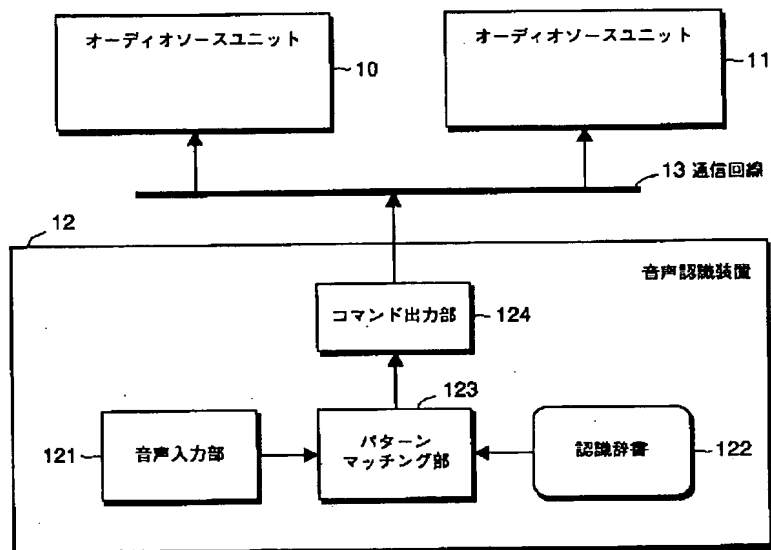 オーディオソースユニット
10
オーディオソースユニット
11
13 通信回線
12
音声認識装置
コマンド出力部
124
123
121
音声入力部
パターン
マッチング部
認識辞書
122